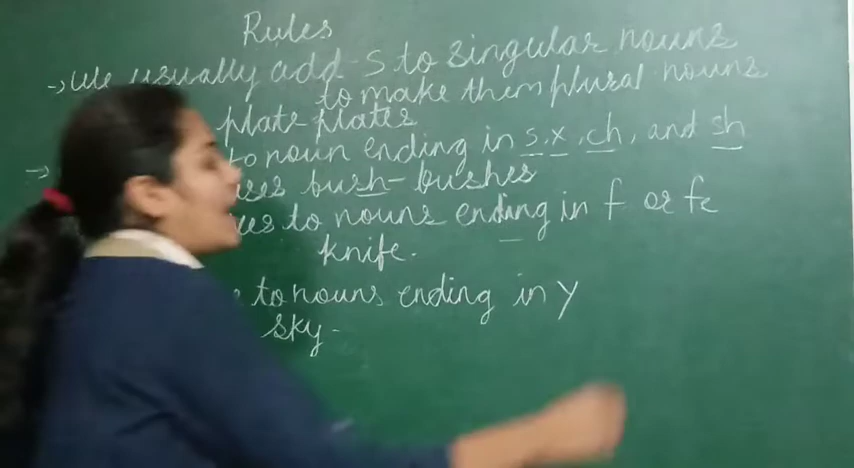 Rules
→ We usually add -s to singular nouns
to make them plural nouns
plate - plates
→ to noun ending in s, x, ch, and sh
bush - bushes
to nouns ending in f or fe
knife.
to nouns ending in y
sky -